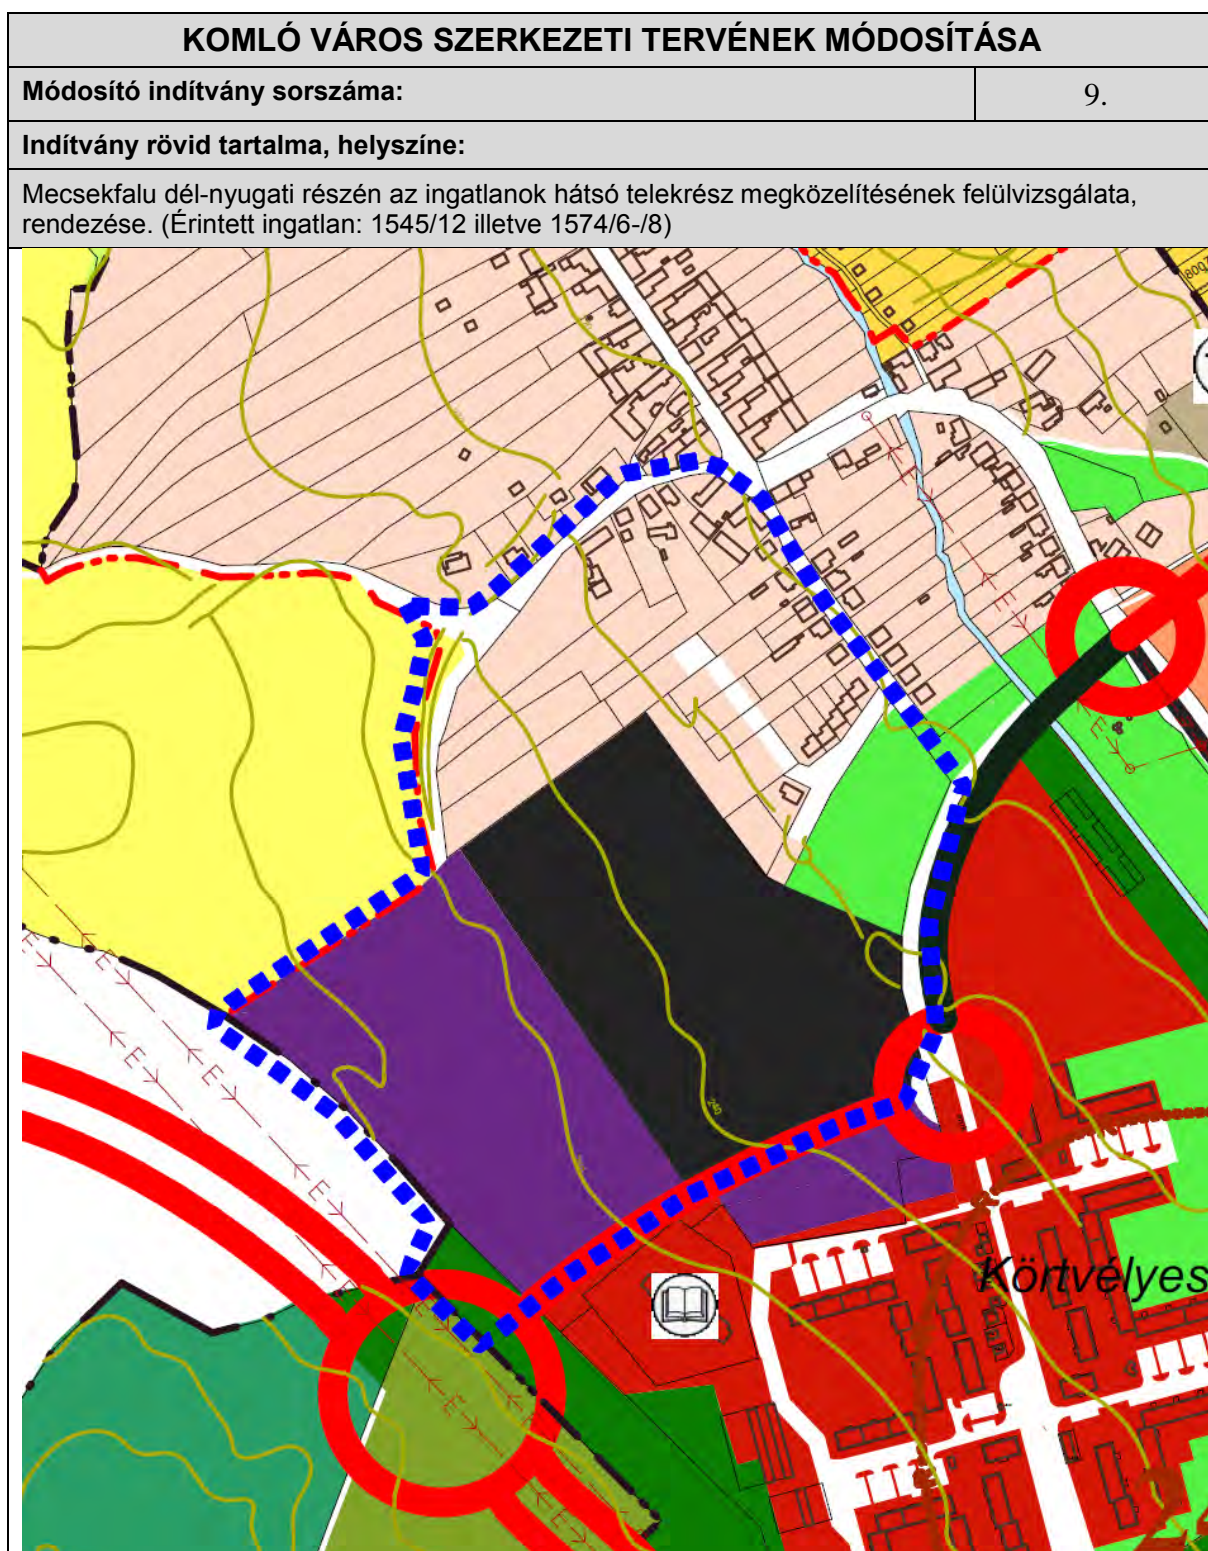 KOMLÓ VÁROS SZERKEZETI TERVÉNEK MÓDOSÍTÁSA
Módosító indítvány sorszáma:
9.
Indítvány rövid tartalma, helyszíne:
Mecsekfalu dél-nyugati részén az ingatlanok hátsó telekrész megközelítésének felülvizsgálata,
rendezése. (Érintett ingatlan: 1545/12 illetve 1574/6-/8)
E
E
E
E
E
E
E
E
E
E
E
E
240
Körtvélyes